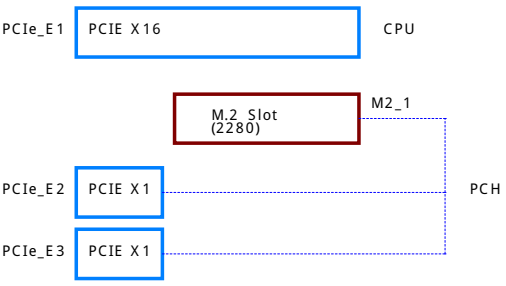 PCIe_E1 PCIE X16 CPU
M2_1
M.2 Slot
(2280)
PCIe_E2 PCIE X1 PCH
PCIe_E3 PCIE X1